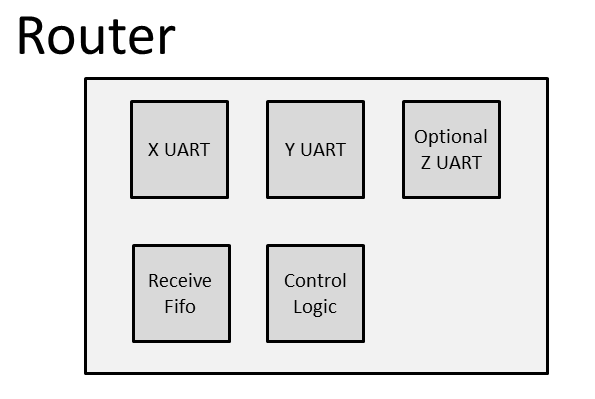 Router
X UART
Y UART
Optional
Z UART
Receive
Fifo
Control
Logic